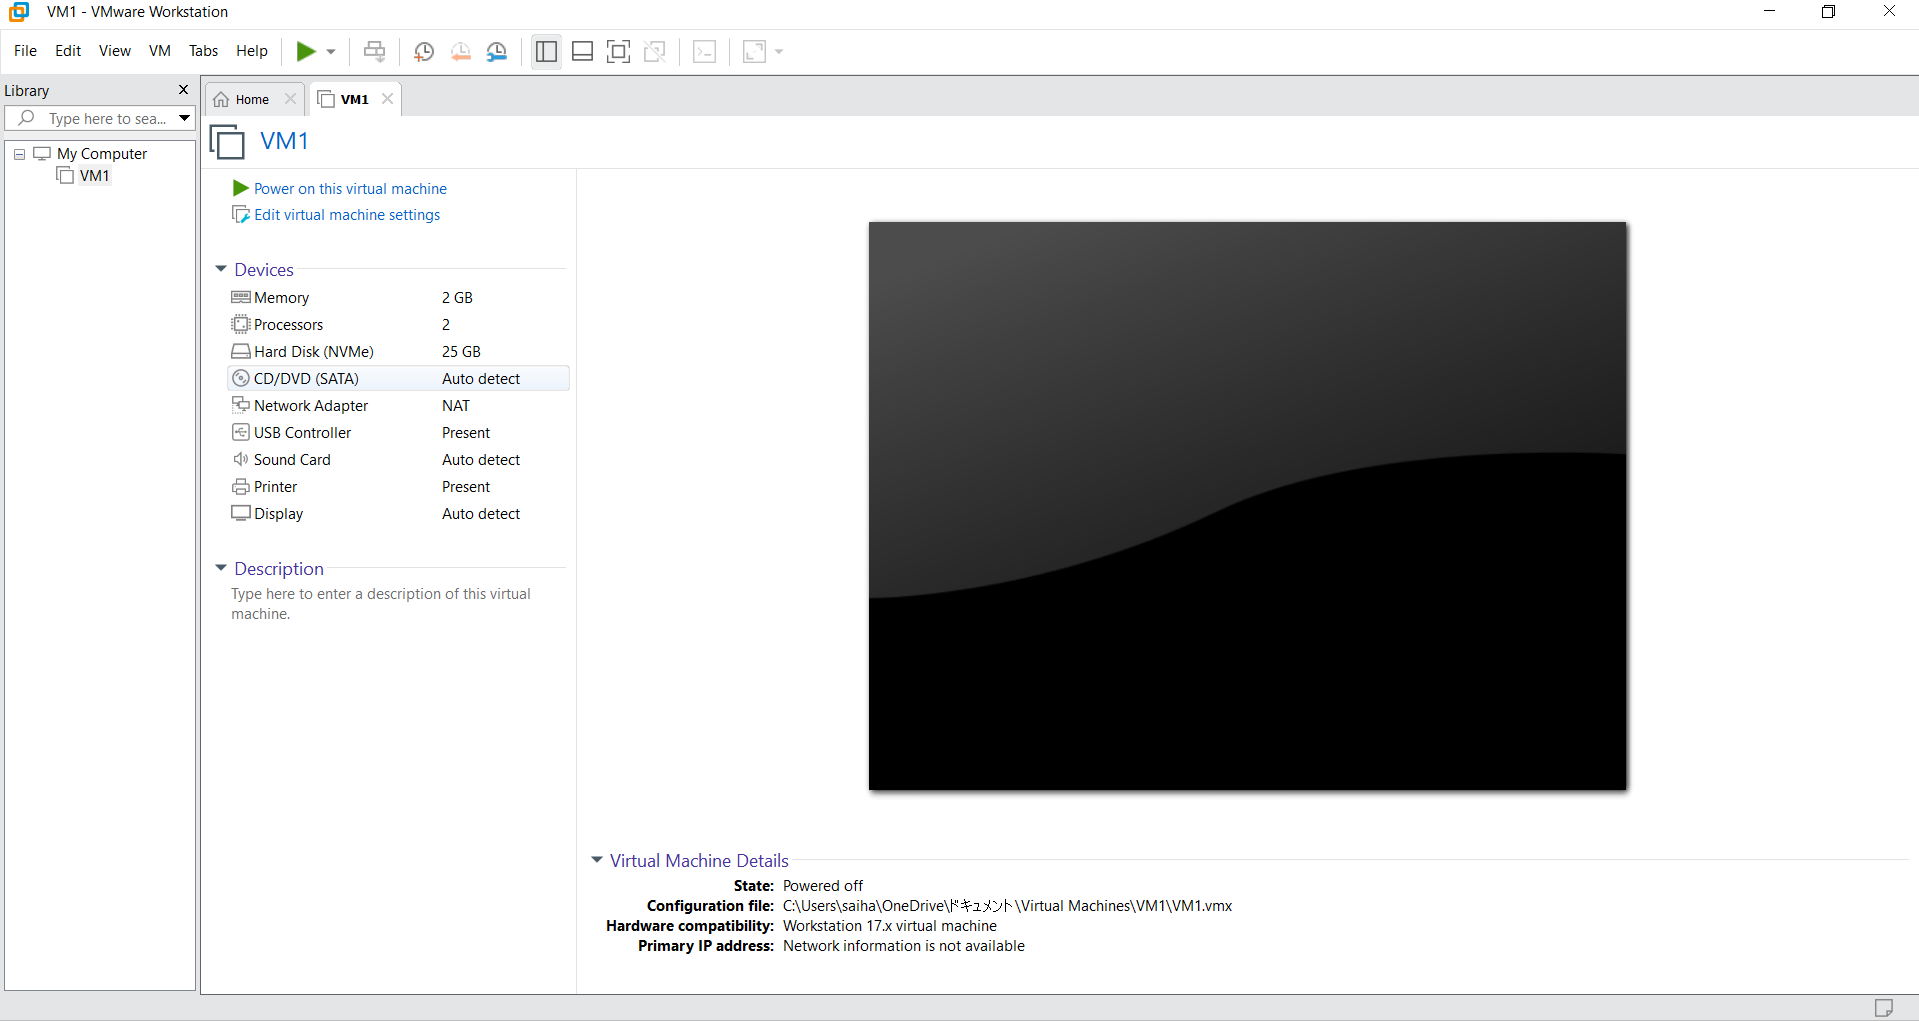 VM1 - VMware Workstation
File Edit View VM Tabs Help
Library
Type here to sea...
My Computer
VM1
Home
VM1
VM1
Power on this virtual machine
Edit virtual machine settings
Devices
Memory 2 GB
Processors 2
Hard Disk (NVMe) 25 GB
CD/DVD (SATA) Auto detect
Network Adapter NAT
USB Controller Present
Sound Card Auto detect
Printer Present
Display Auto detect
Description
Type here to enter a description of this virtual
machine.
Virtual Machine Details
State: Powered off
Configuration file: C:\Users\saiha\OneDrive\ドキュメント\Virtual Machines\VM1\VM1.vmx
Hardware compatibility: Workstation 17.x virtual machine
Primary IP address: Network information is not available